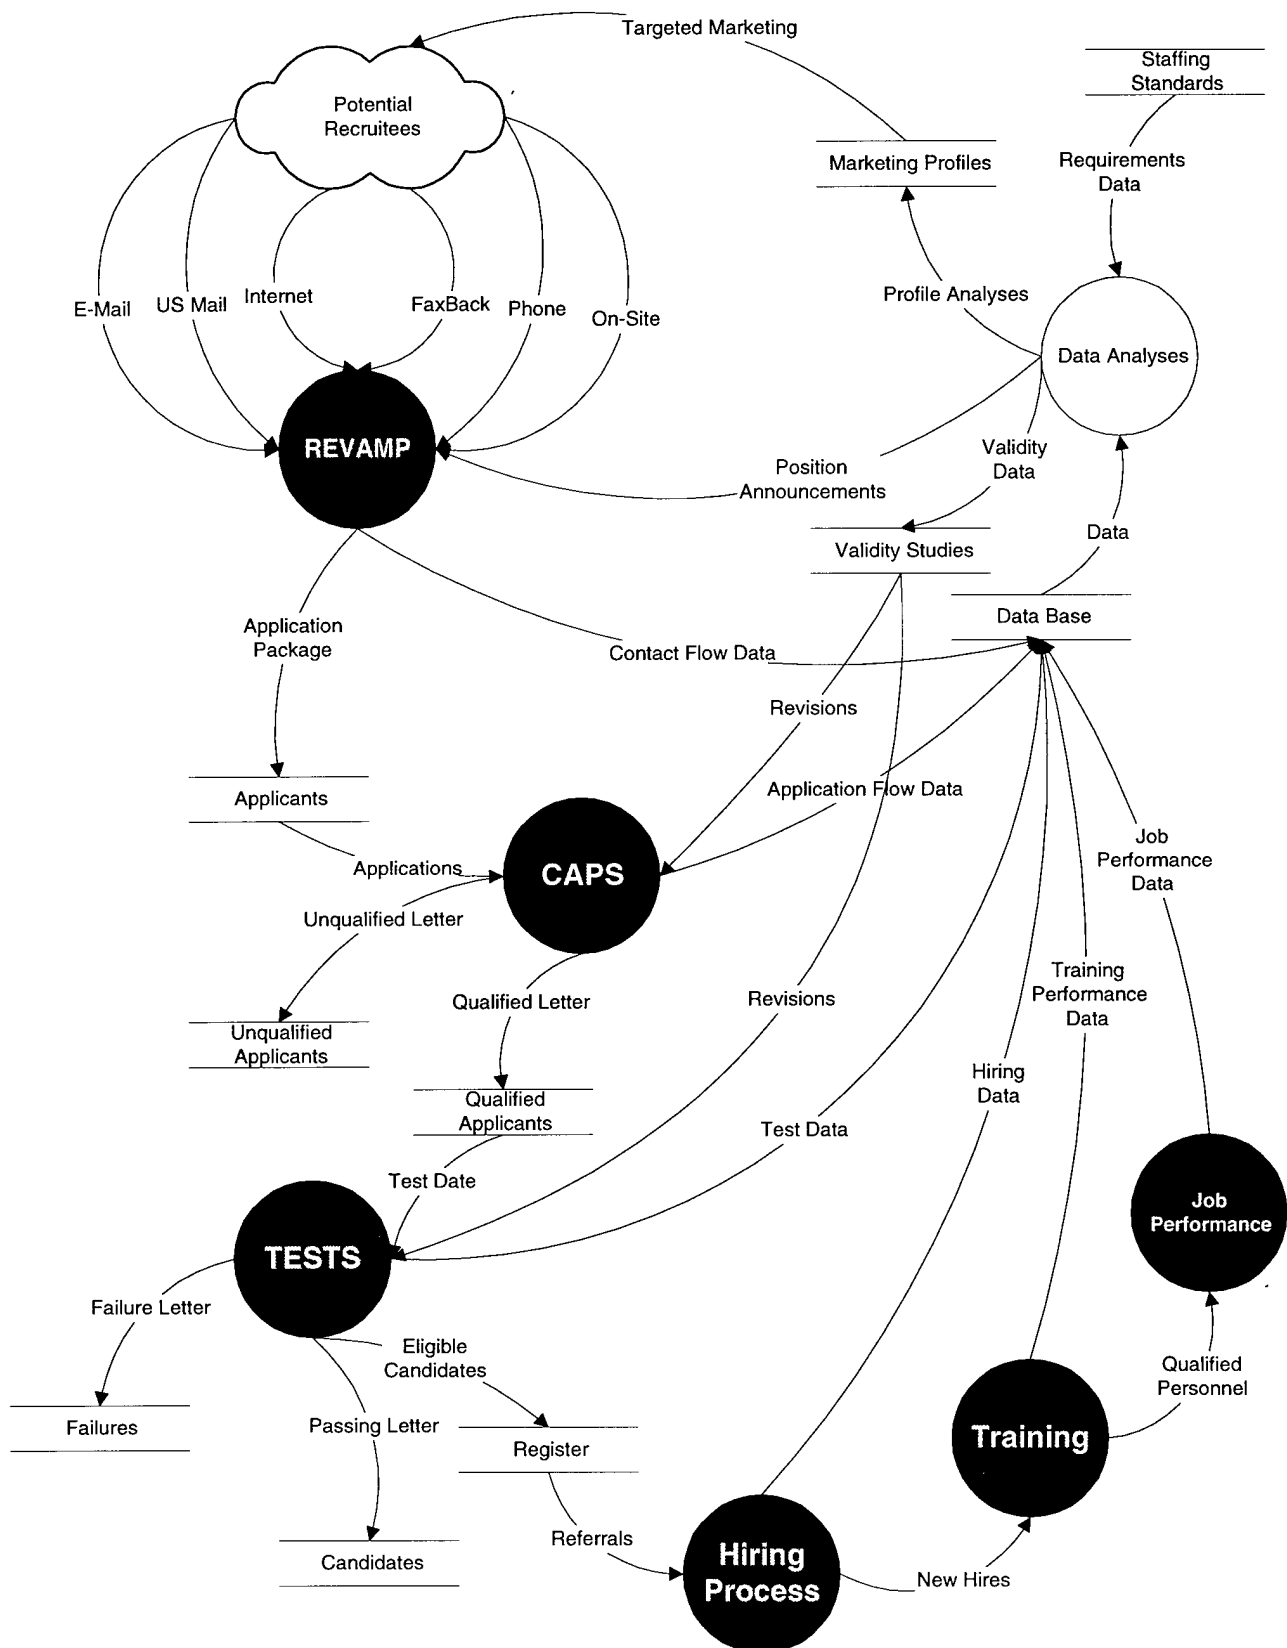 Targeted Marketing
Staffing
Standards
Potential
Recruitees
Marketing Profiles
Requirements
Data
Profile Analyses
E-Mail
US Mail
Internet
FaxBack
Phone
On-Site
Data Analyses
REVAMP
Position
Announcements
Validity
Data
Validity Studies
Data
Data Base
Application
Package
Contact Flow Data
Revisions
Applicants
Application Flow Data
Applications
CAPS
Job
Performance
Data
Unqualified Letter
Qualified Letter
Revisions
Training
Performance
Data
Unqualified
Applicants
Hiring
Data
Qualified
Applicants
Test Data
Test Date
Job
Performance
TESTS
Failure Letter
Eligible
Candidates
Qualified
Personnel
Failures
Passing Letter
Register
Training
Referrals
Candidates
Hiring
Process
New Hires